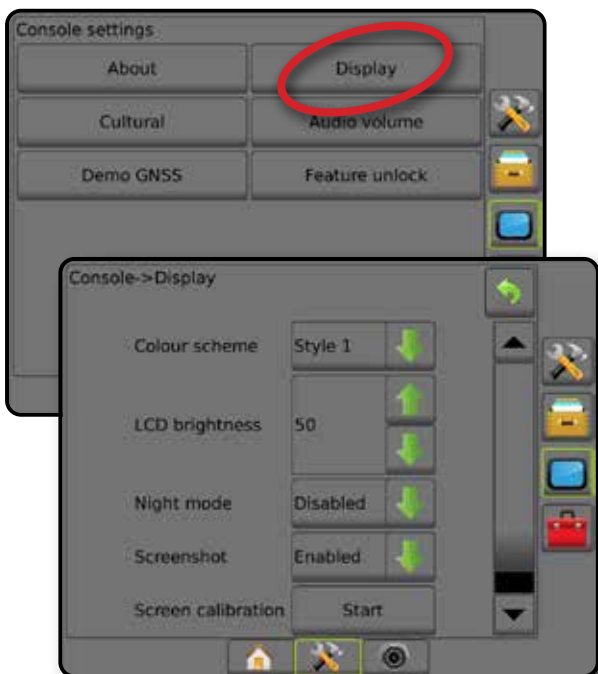 Console settings
About Display
Cultural Audio volume
Demo GNSS Feature unlock
Console->Display
Colour scheme Style 1
LCD brightness 50
Night mode Disabled
Screenshot Enabled
Screen calibration Start